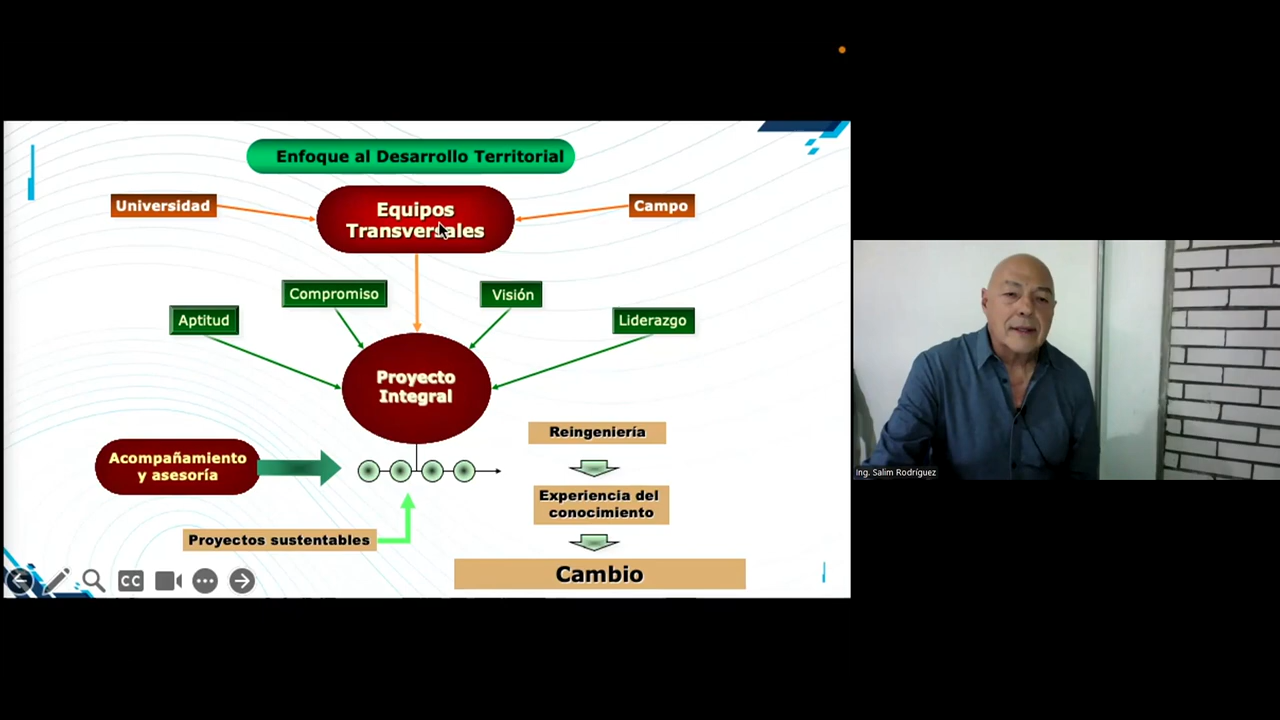 Enfoque al Desarrollo Territorial
Universidad
Equipos
Transversales
Campo
Compromiso
Visión
Aptitud
Liderazgo
Proyecto
Integral
Reingeniería
Acompañamiento
y asesoría
Experiencia del
conocimiento
Proyectos sustentables
Cambio
CC
Ing. Salim Rodríguez